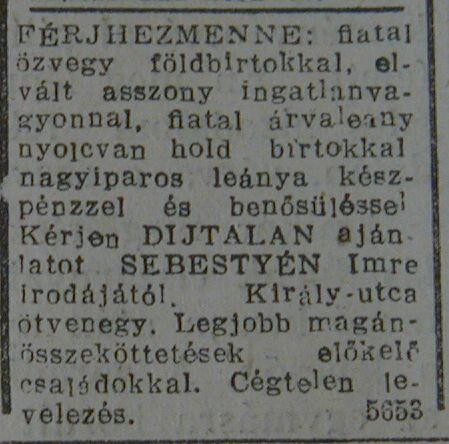 FÉRJHEZMENNE: fiatal
özvegy földbirtokkal, el-
vált asszony ingatlanva-
gyonnal, fiatal árvaleány
nyolcvan hold birtokkal
nagyiparos leánya kész-
pénzzel és benősüléssel
Kérjen DIJTALAN aján
latot SEBESTYÉN Imre
irodájától. Király-utca
ötvenegy. Legjobb magán-
összeköttetések előkelő
családokkal. Cégtelen le-
velezés. 5653